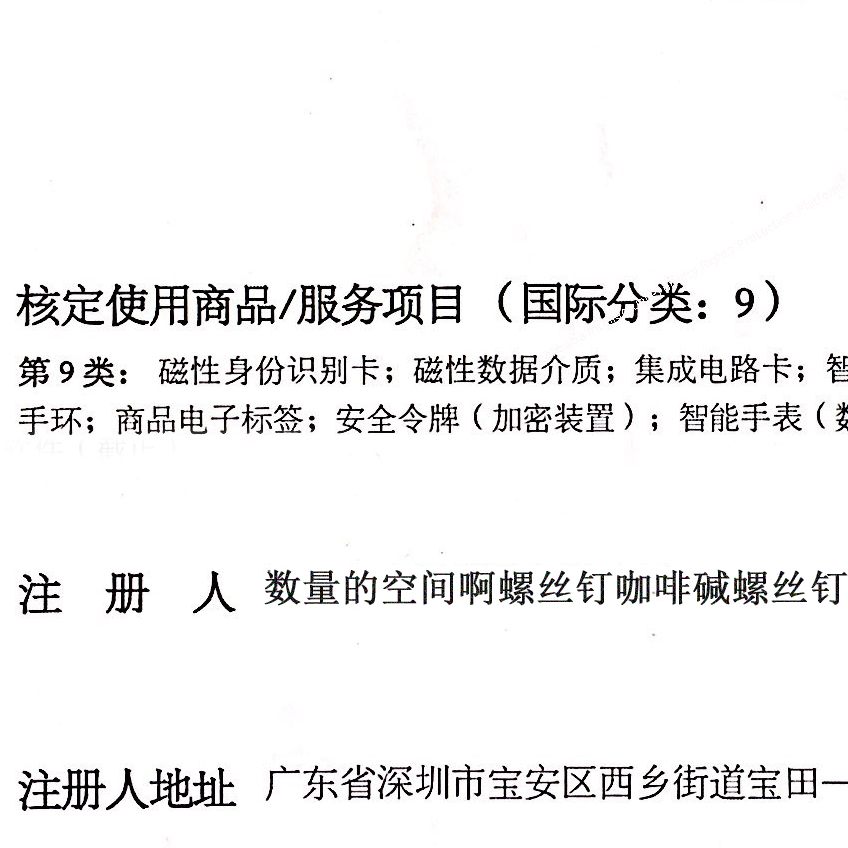 核定使用商品/服务项目（国际分类：9）
第9类： 磁性身份识别卡；磁性数据介质；集成电路卡；智
手环；商品电子标签；安全令牌（加密装置）；智能手表（数
注 册 人 数量的空间啊螺丝钉咖啡碱螺丝钉
注册人地址 广东省深圳市宝安区西乡街道宝田一